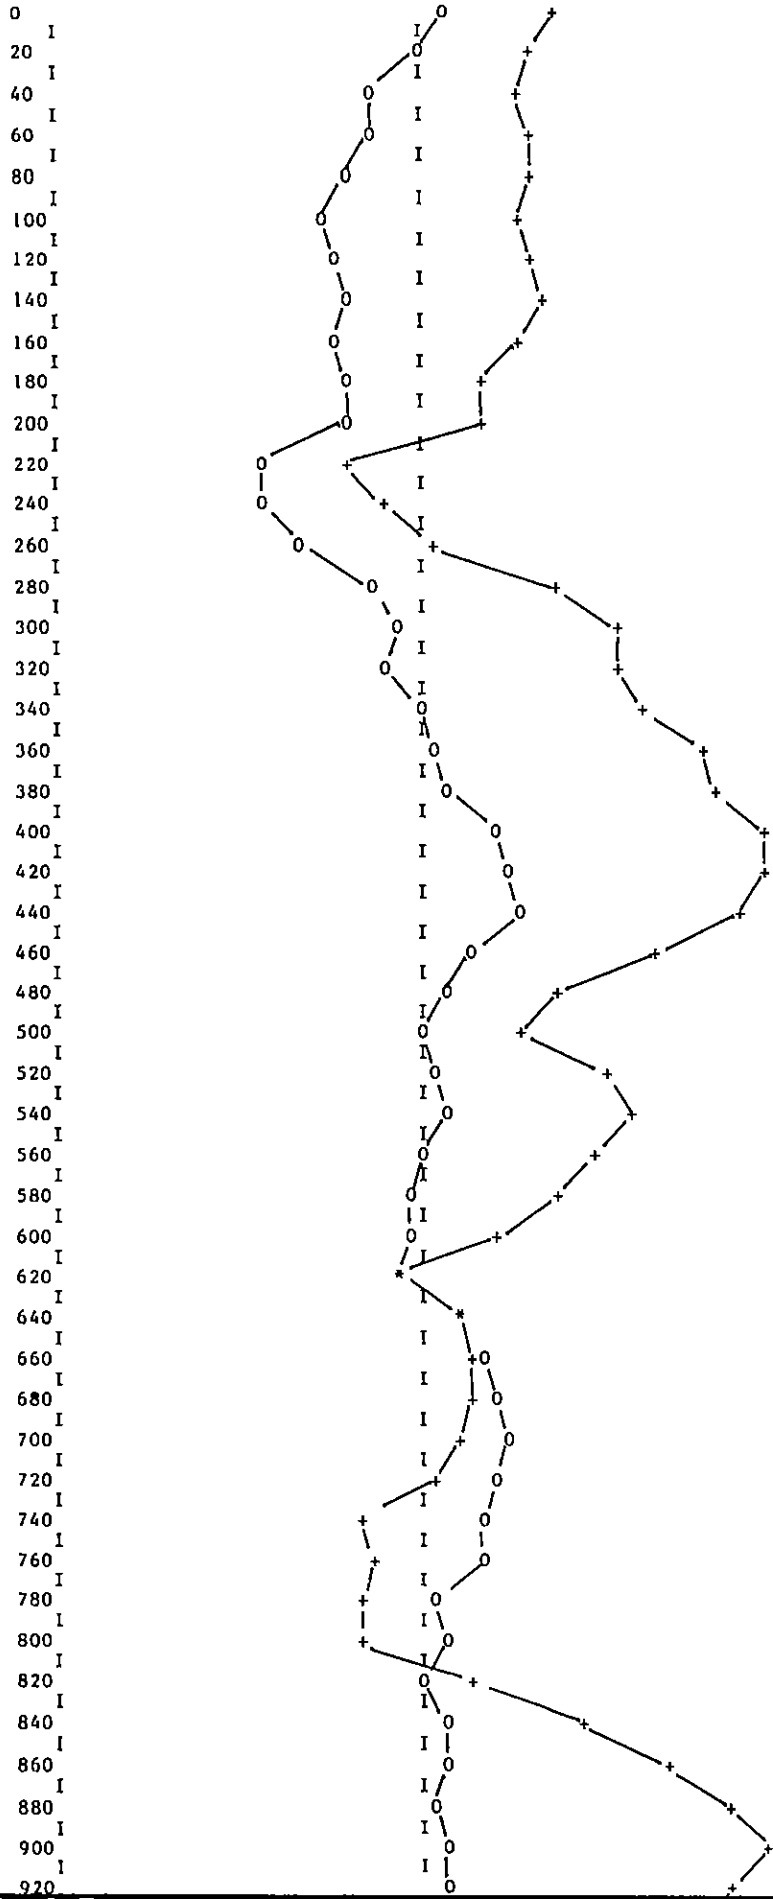 0 O +
I I
20 O +
I I
40 O +
I I
60 O +
I I
80 O +
I I
100 O +
I I
120 O +
I I
140 O +
I I
160 O +
I I
180 O +
I I
200 O +
I I
220 O +
I I
240 O +
I I
260 O +
I I
280 O +
I I
300 O +
I I
320 O +
I I
340 O +
I I
360 O +
I I
380 O +
I I
400 O +
I I
420 O +
I I
440 O +
I I
460 O +
I I
480 O +
I I
500 O +
I I
520 O +
I I
540 O +
I I
560 O +
I I
580 O +
I I
600 O +
I I
620 *
I I
640 *
I I
660 + O
I I
680 + O
I I
700 + O
I I
720 + O
I I
740 + O
I I
760 + O
I I
780 + O
I I
800 + O
I I
820 O +
I I
840 O +
I I
860 O +
I I
880 O +
I I
900 O +
I I
920 O +